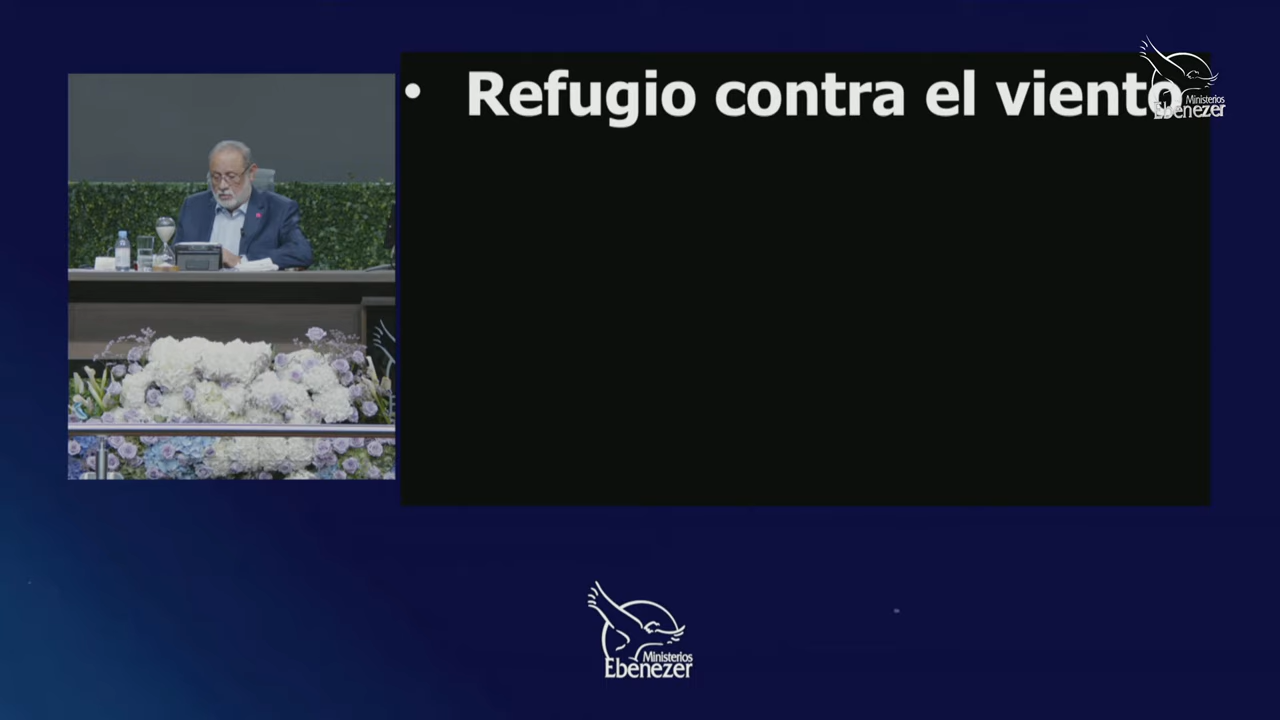 • Refugio contra el viento
Ministerios
Ebenezer
Ministerios
Ebenezer